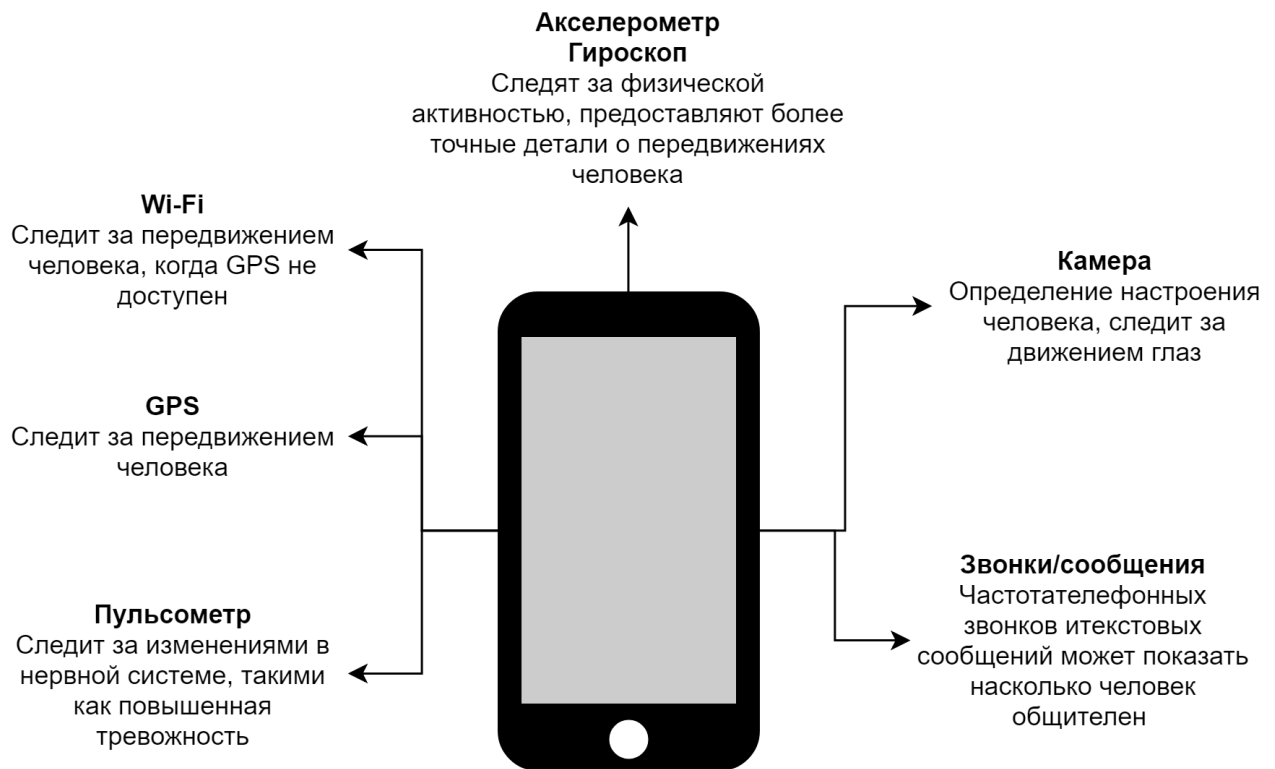 Акселерометр
Гироскоп
Следят за физической
активностью, предоставляют более
точные детали о передвижениях
человека
Wi-Fi
Следит за передвижением
человека, когда GPS не
доступен
GPS
Следит за передвижением
человека
Пульсометр
Следит за изменениями в
нервной системе, такими
как повышенная
тревожность
Камера
Определение настроения
человека, следит за
движением глаз
Звонки/сообщения
Частотателефонных
звонков итекстовых
сообщений может показать
насколько человек
общителен